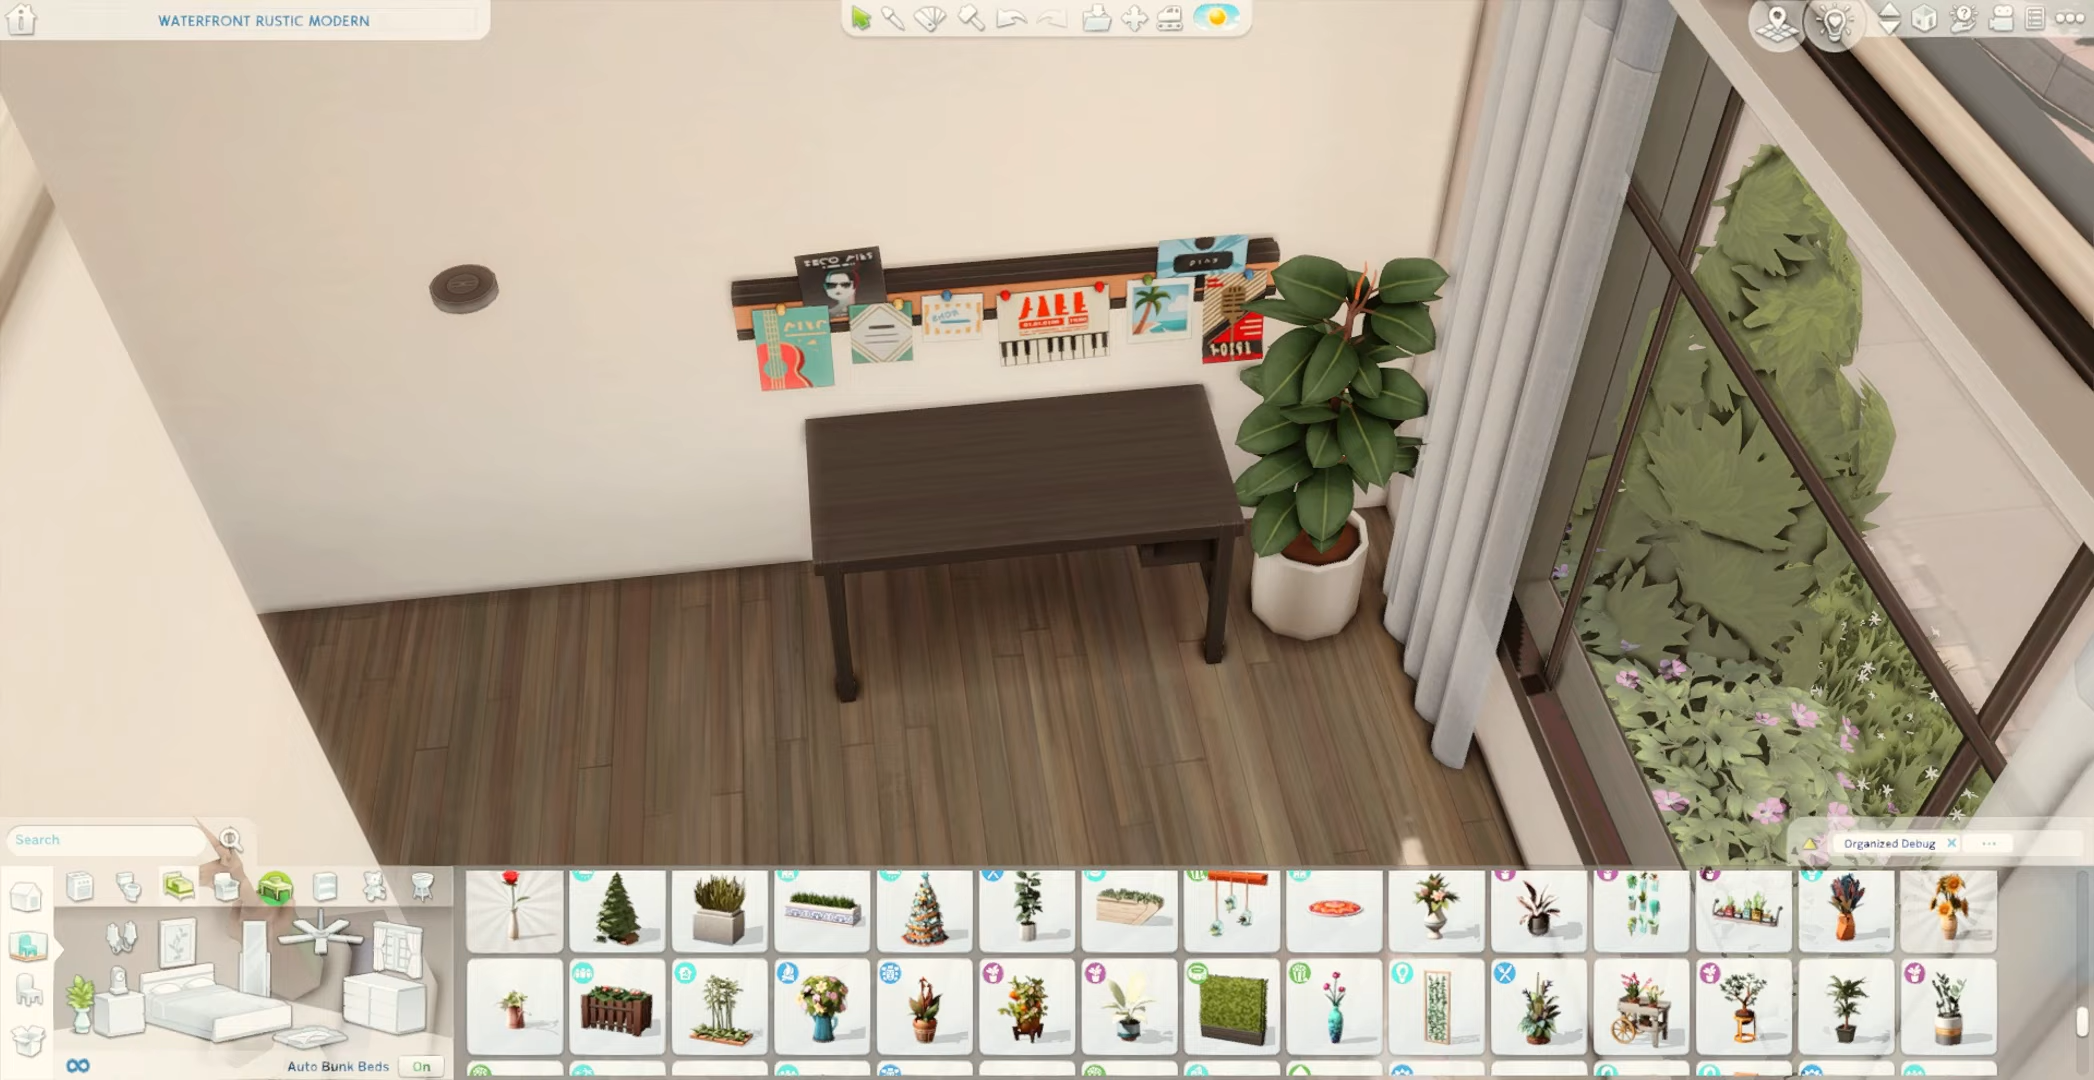 WATERFRONT RUSTIC MODERN
Search
Organized Debug
Auto Bunk Beds
On